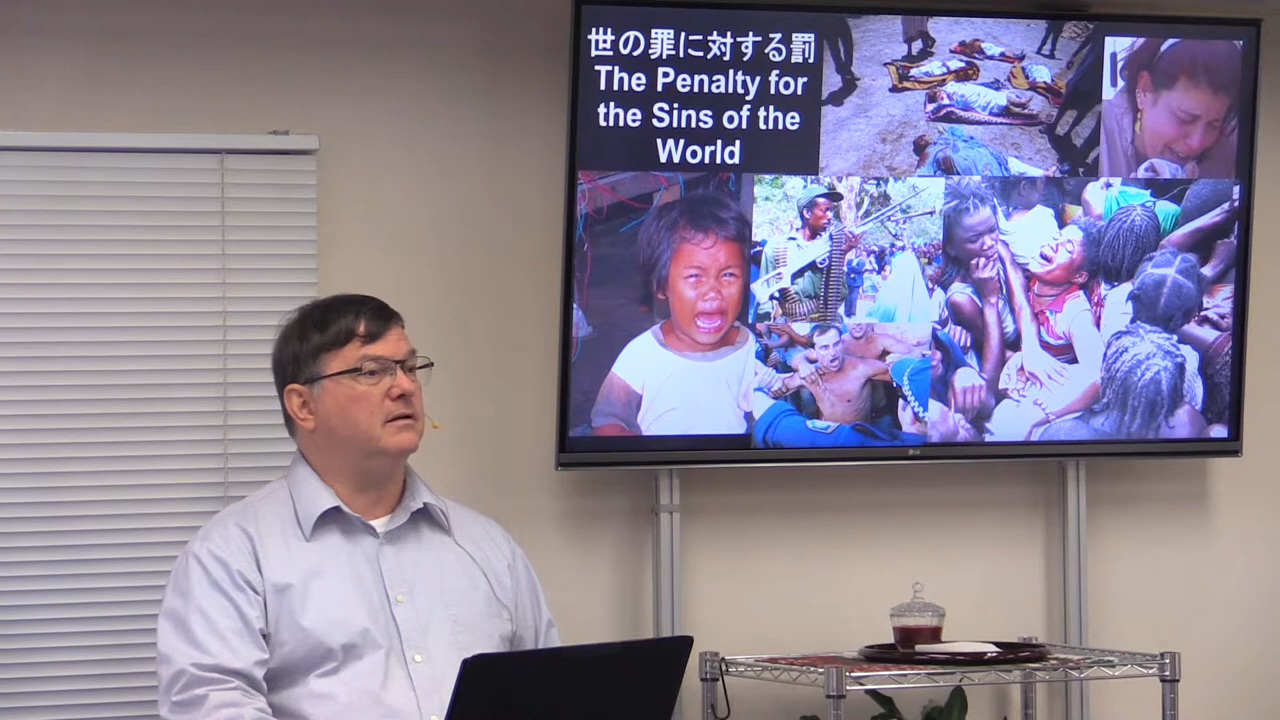 世の罪に対する罰
The Penalty for
the Sins of the
World
LG